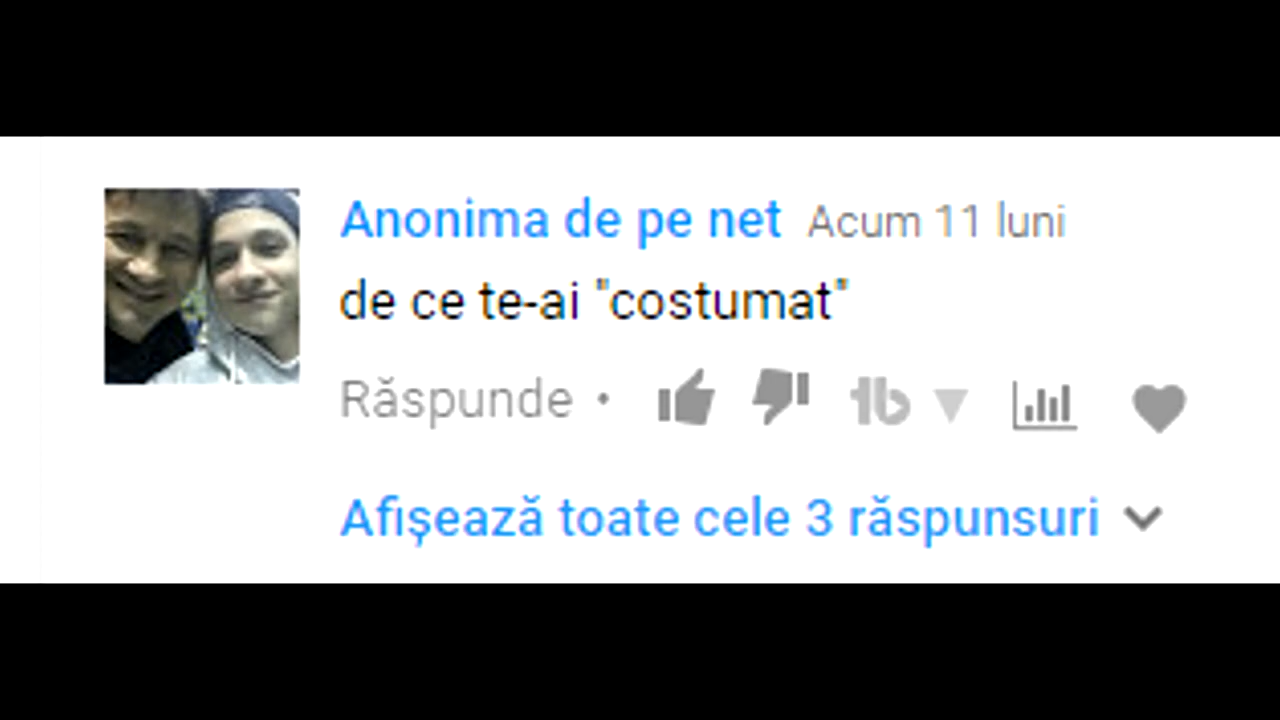 Anonima de pe net Acum 11 luni
de ce te-ai "costumat"
Răspunde •
Afișează toate cele 3 răspunsuri